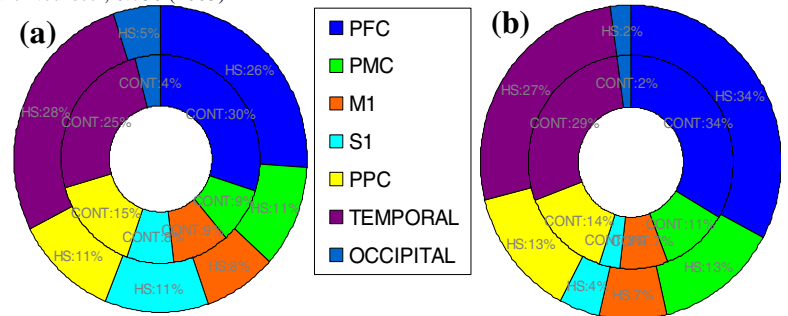 (a)
HS:5%
CONT:4%
HS:26%
CONT:30%
HS:28%
CONT:25%
CONT:9%
HS:11%
CONT:15%
CONT:8%
CONT:9%
HS:8%
HS:11%
HS:11%
PFC
PMC
M1
S1
PPC
TEMPORAL
OCCIPITAL
(b)
HS:2%
CONT:2%
HS:34%
CONT:34%
HS:27%
CONT:29%
CONT:11%
HS:13%
CONT:14%
HS:13%
HS:4%
HS:7%